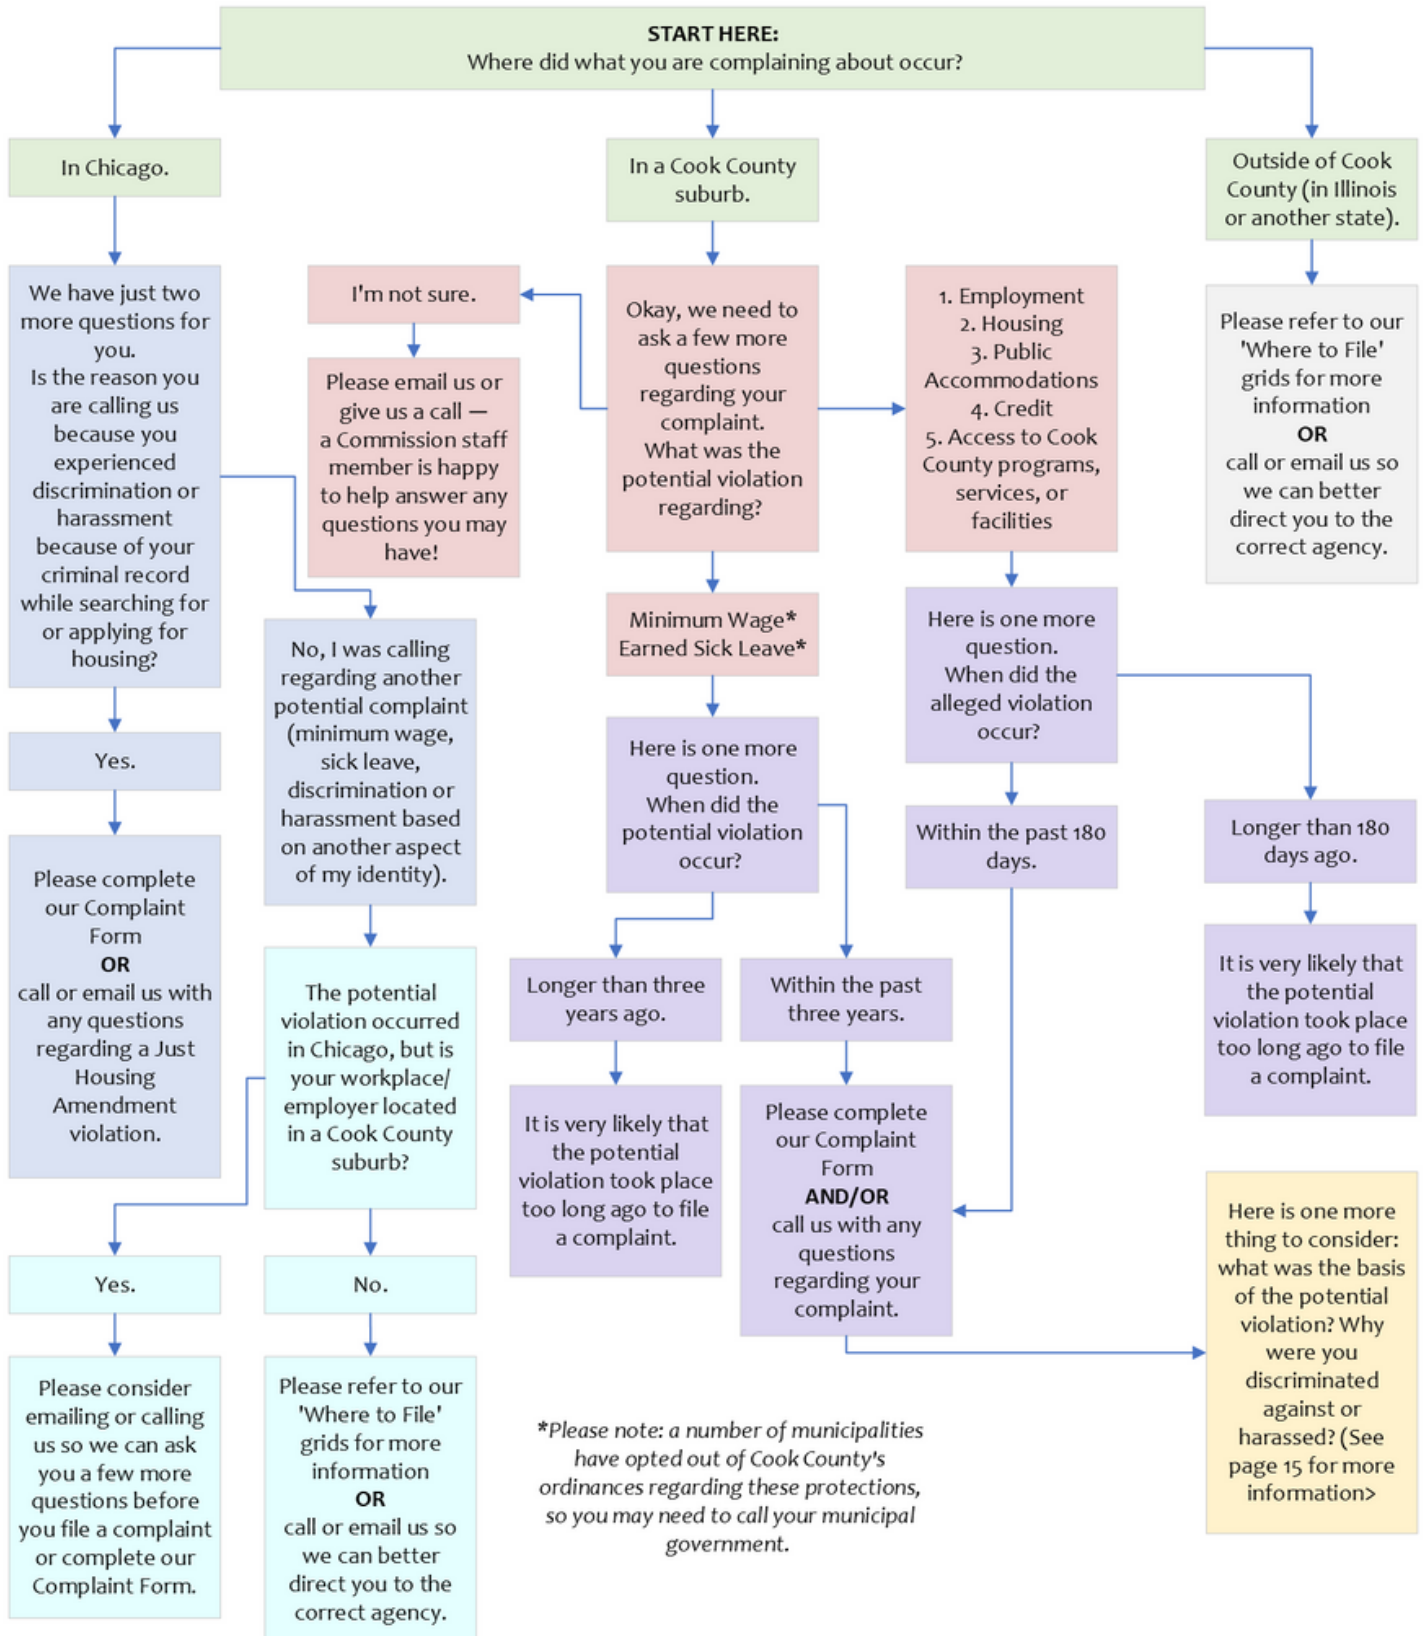 START HERE:
Where did what you are complaining about occur?
In Chicago.
In a Cook County
suburb.
Outside of Cook
County (in Illinois
or another state).
We have just two
more questions for
you.
Is the reason you
are calling us
because you
experienced
discrimination or
harassment
because of your
criminal record
while searching for
or applying for
housing?
I'm not sure.
Please email us or
give us a call —
a Commission staff
member is happy
to help answer any
questions you may
have!
Okay, we need to
ask a few more
questions
regarding your
complaint.
What was the
potential violation
regarding?
1. Employment
2. Housing
3. Public
Accommodations
4. Credit
5. Access to Cook
County programs,
services, or
facilities
Please refer to our
'Where to File'
grids for more
information
OR
call or email us so
we can better
direct you to the
correct agency.
No, I was calling
regarding another
potential complaint
(minimum wage,
sick leave,
discrimination or
harassment based
on another aspect
of my identity).
Minimum Wage*
Earned Sick Leave*
Here is one more
question.
When did the
alleged violation
occur?
Yes.
Here is one more
question.
When did the
potential violation
occur?
Within the past 180
days.
Longer than 180
days ago.
Please complete
our Complaint
Form
OR
call or email us with
any questions
regarding a Just
Housing
Amendment
violation.
The potential
violation occurred
in Chicago, but is
your workplace/
employer located
in a Cook County
suburb?
Longer than three
years ago.
Within the past
three years.
It is very likely that
the potential
violation took place
too long ago to file
a complaint.
It is very likely that
the potential
violation took place
too long ago to file
a complaint.
Please complete
our Complaint
Form
AND/OR
call us with any
questions
regarding your
complaint.
Here is one more
thing to consider:
what was the basis
of the potential
violation? Why
were you
discriminated
against or
harassed? (See
page 15 for more
information>
Yes.
No.
Please consider
emailing or calling
us so we can ask
you a few more
questions before
you file a complaint
or complete our
Complaint Form.
Please refer to our
'Where to File'
grids for more
information
OR
call or email us so
we can better
direct you to the
correct agency.
*Please note: a number of municipalities
have opted out of Cook County's
ordinances regarding these protections,
so you may need to call your municipal
government.